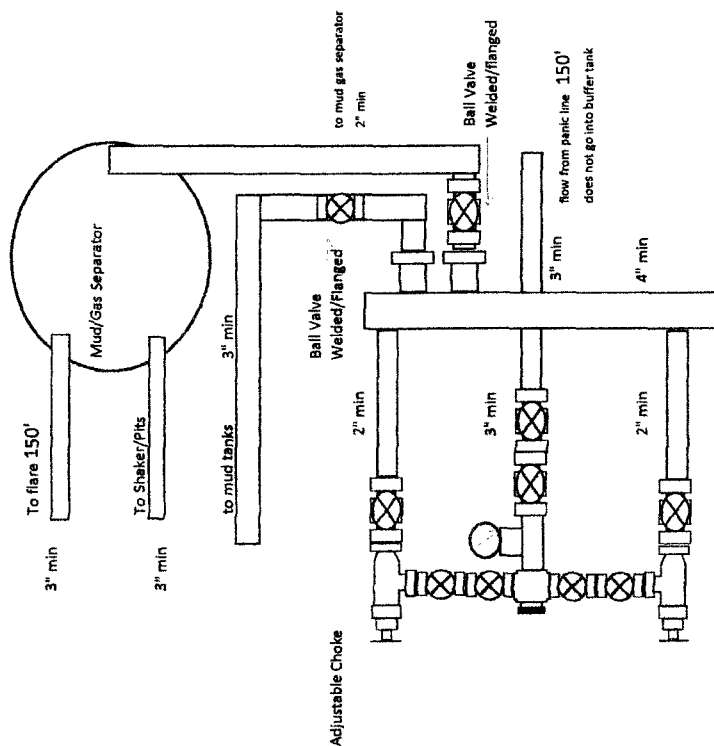 To flare 150'
3" min
Mud/Gas Separator
To Shaker/Pits
3" min
to mud gas separator
2" min
to mud tanks
3" min
Ball Valve
Welded/Flanged
Ball Valve
Welded/flanged
flow from panic line 150'
does not go into buffer tank
3" min
4" min
2" min
3" min
2" min
Adjustable Choke